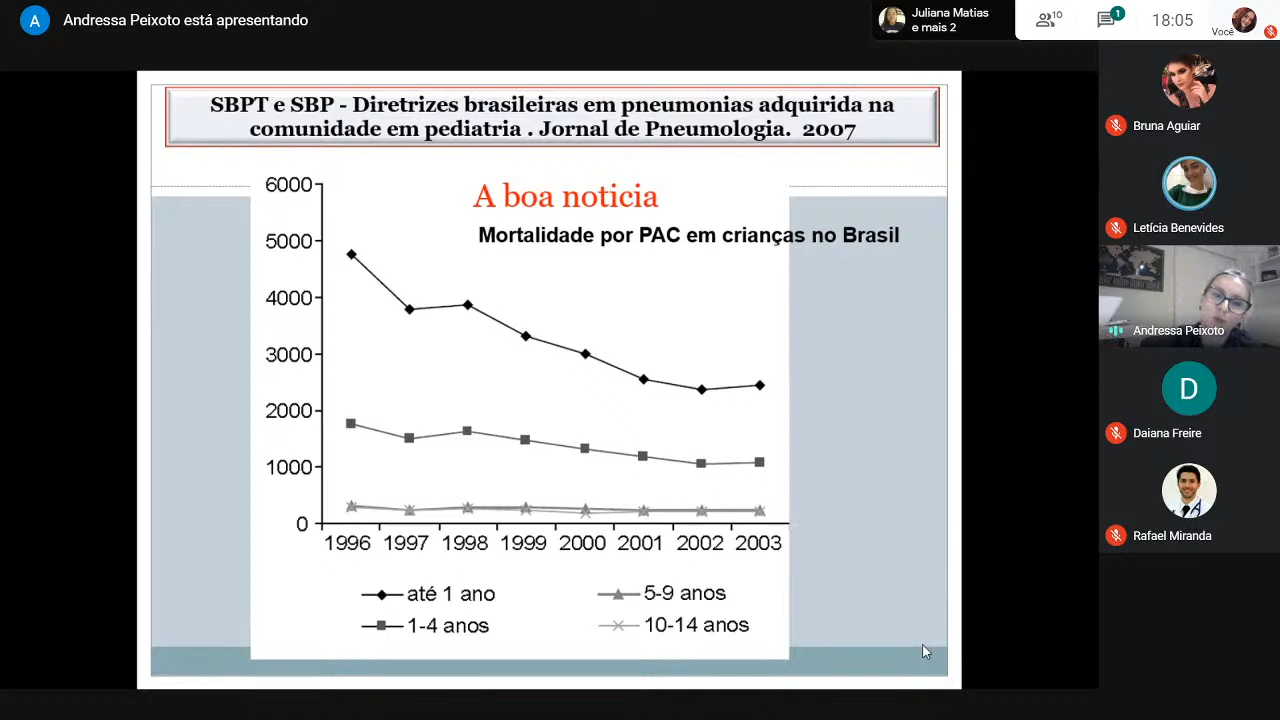 A
Andressa Peixoto está apresentando
Juliana Matias
e mais 2
10
1
18:05
Você
SBPT e SBP - Diretrizes brasileiras em pneumonias adquirida na
comunidade em pediatria . Jornal de Pneumologia. 2007
A boa noticia
Mortalidade por PAC em crianças no Brasil
6000
5000
4000
3000
2000
1000
0
1996 1997 1998 1999 2000 2001 2002 2003
até 1 ano
5-9 anos
1-4 anos
10-14 anos
Bruna Aguiar
Letícia Benevides
Andressa Peixoto
D
Daiana Freire
Rafael Miranda